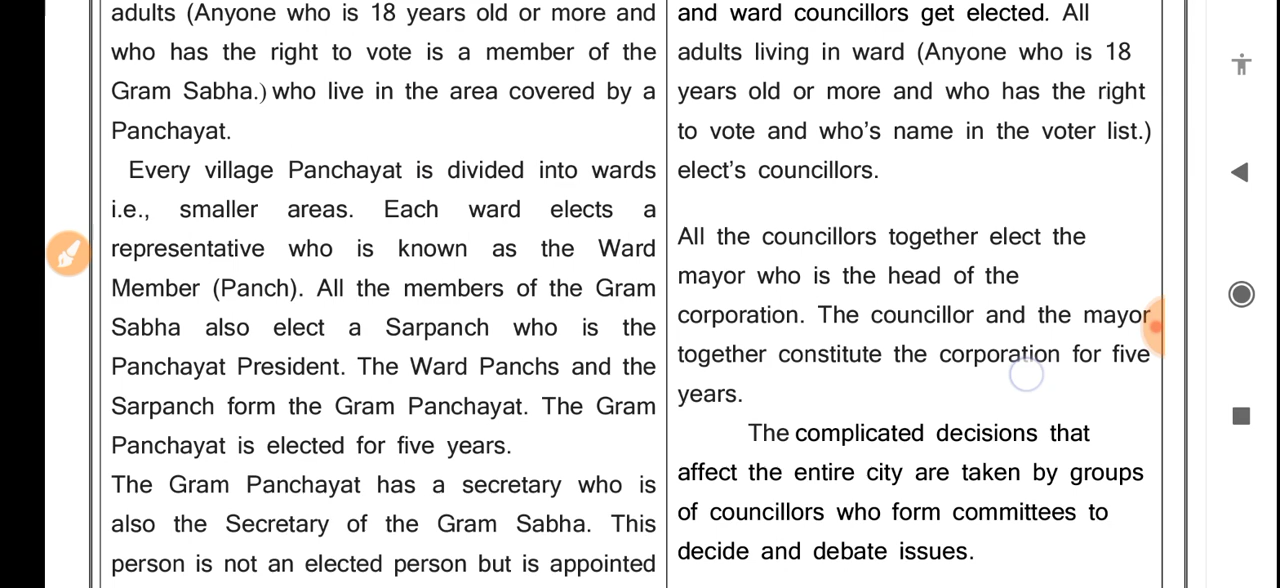 adults (Anyone who is 18 years old or more and
who has the right to vote is a member of the
Gram Sabha.) who live in the area covered by a
Panchayat.
Every village Panchayat is divided into wards
i.e., smaller areas. Each ward elects a
representative who is known as the Ward
Member (Panch). All the members of the Gram
Sabha also elect a Sarpanch who is the
Panchayat President. The Ward Panchs and the
Sarpanch form the Gram Panchayat. The Gram
Panchayat is elected for five years.
The Gram Panchayat has a secretary who is
also the Secretary of the Gram Sabha. This
person is not an elected person but is appointed
and ward councillors get elected. All
adults living in ward (Anyone who is 18
years old or more and who has the right
to vote and who's name in the voter list.)
elect's councillors.
All the councillors together elect the
mayor who is the head of the
corporation. The councillor and the mayor
together constitute the corporation for five
years.
The complicated decisions that
affect the entire city are taken by groups
of councillors who form committees to
decide and debate issues.